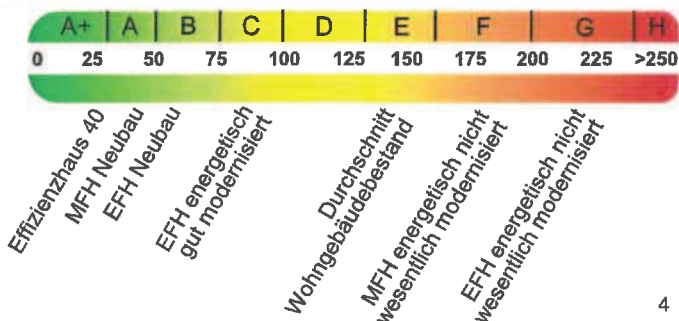 A+ A B C D E F G H
0 25 50 75 100 125 150 175 200 225 >250
Effizienzhaus 40
MFH Neubau
EFH Neubau
EFH energetisch
gut modernisiert
Durchschnitt
Wohngebäudebestand
MFH energetisch nicht
wesentlich modernisiert
EFH energetisch nicht
wesentlich modernisiert
4